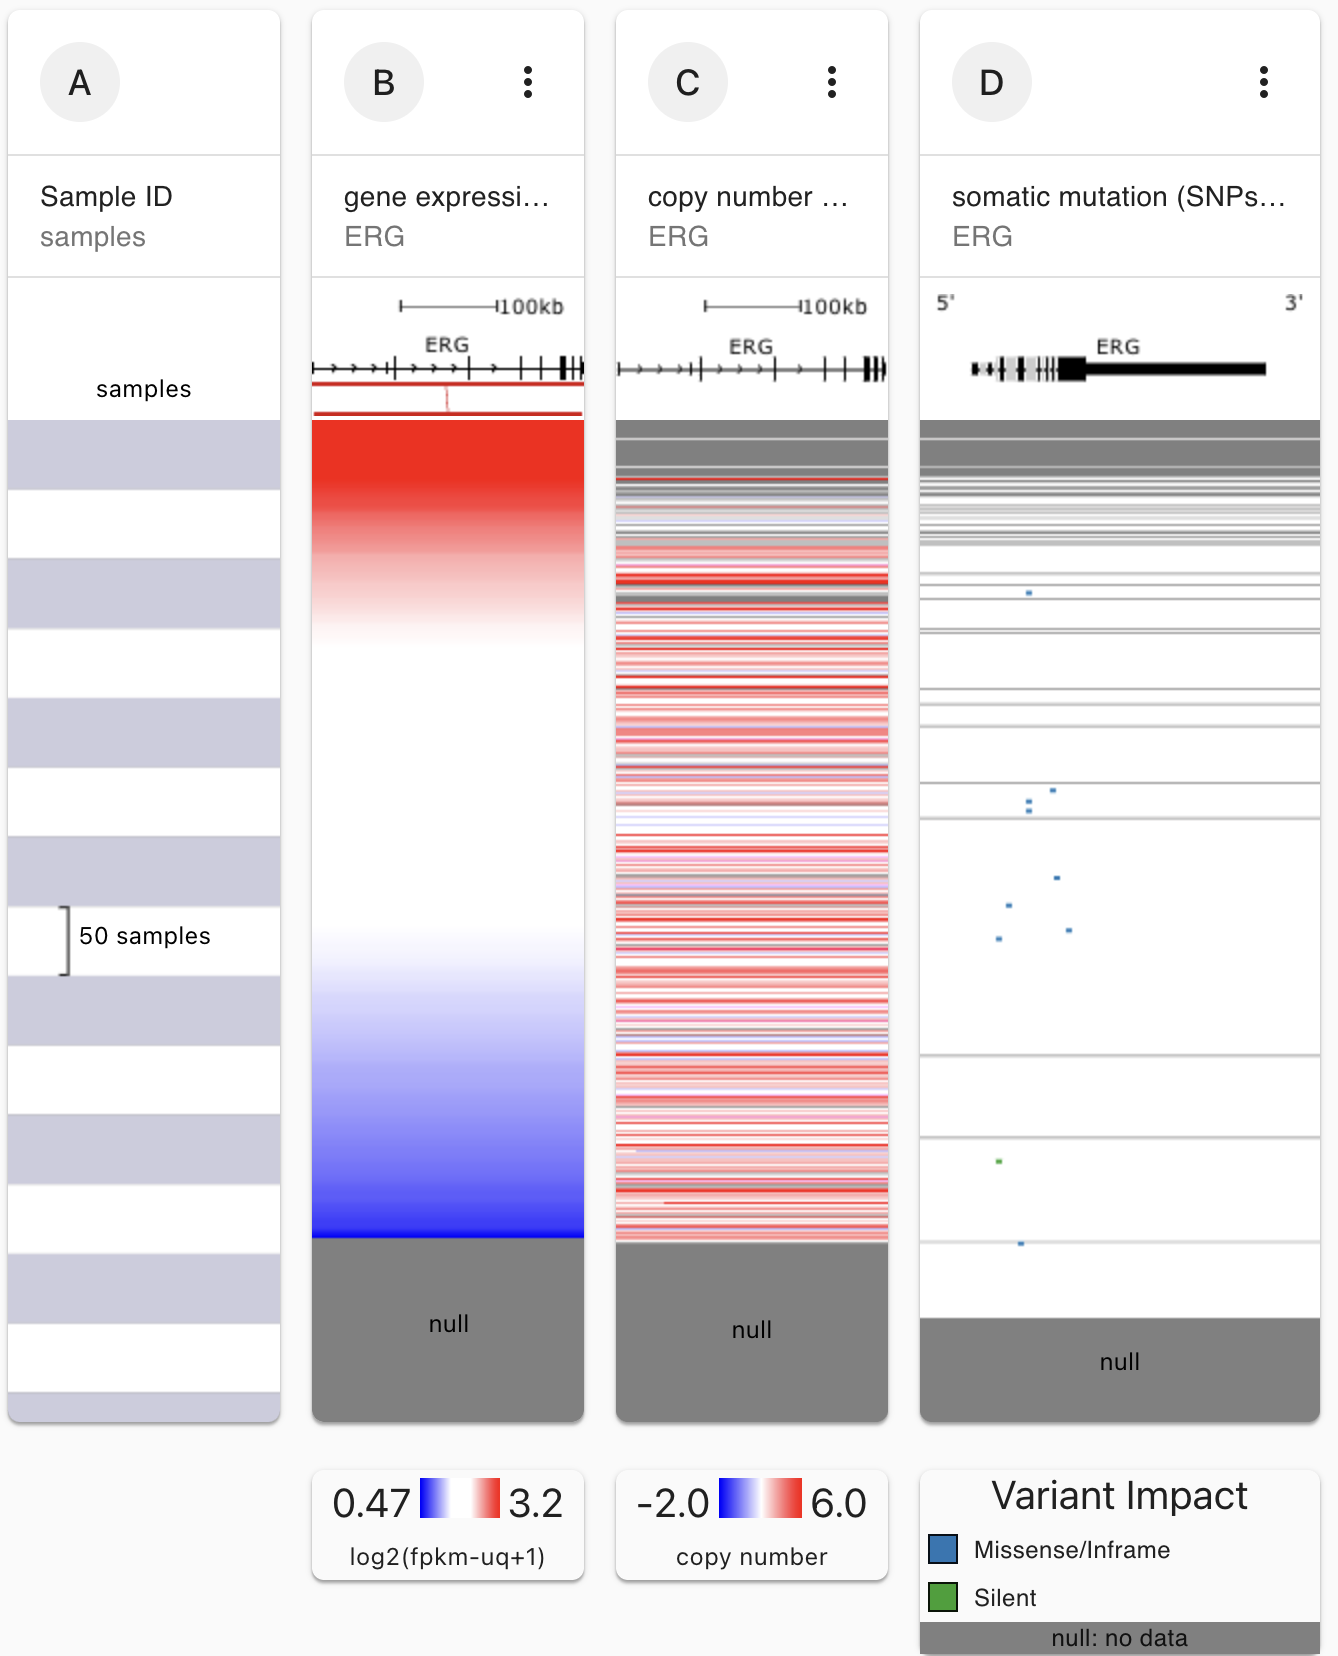 A
B
C
D
Sample ID
samples
gene expressi...
ERG
copy number ...
ERG
somatic mutation (SNPs...
ERG
samples
100kb
ERG
100kb
ERG
5'
3'
ERG
50 samples
null
null
null
0.47
3.2
log2(fpkm-uq+1)
-2.0
6.0
copy number
Variant Impact
Missense/Inframe
Silent
null: no data